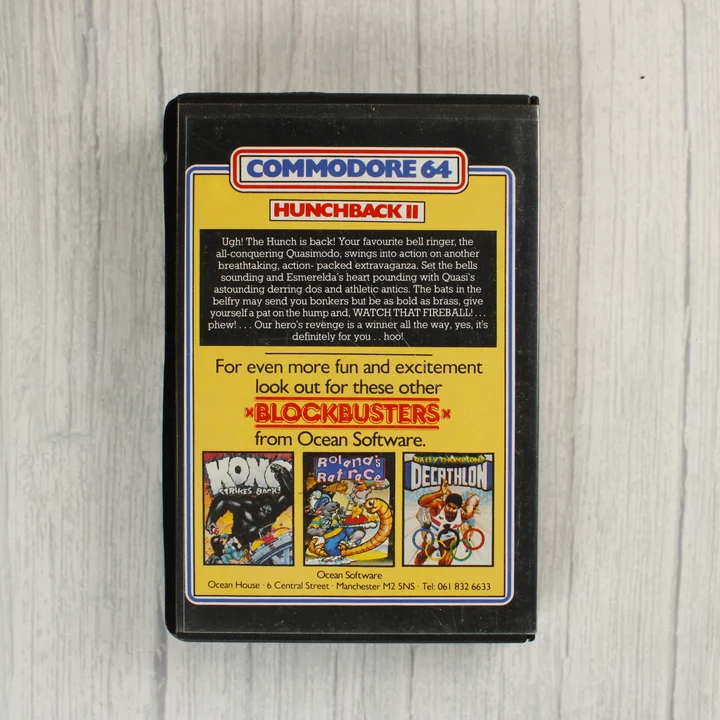 COMMODORE 64
HUNCHBACK II
Ugh! The Hunch is back! Your favourite bell ringer, the
all-conquering Quasimodo, swings into action on another
breathtaking, action- packed extravaganza. Set the bells
sounding and Esmerelda's heart pounding with Quasi's
astounding derring dos and athletic antics. The bats in the
belfry may send you bonkers but be as bold as brass, give
yourself a pat on the hump and, WATCH THAT FIREBALL! . . .
phew! . . . Our hero's revenge is a winner all the way, yes, it's
definitely for you . . hoo!
For even more fun and excitement
look out for these other
BLOCKBUSTERS
from Ocean Software.
KONG
STRIKES BACK!
Roland's
Rat race
DALEY THOMPSON'S
DECATHLON
Ocean Software
Ocean House · 6 Central Street · Manchester M2 5NS · Tel: 061 832 6633